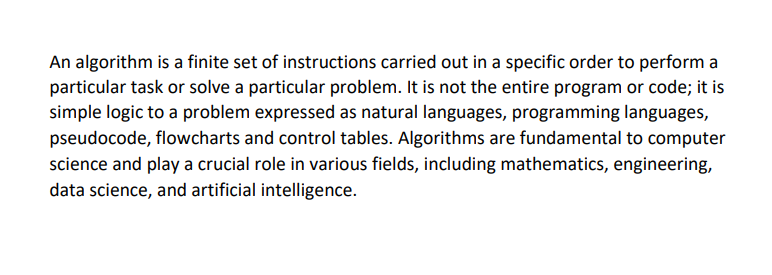 An algorithm is a finite set of instructions carried out in a specific order to perform a
particular task or solve a particular problem. It is not the entire program or code; it is
simple logic to a problem expressed as natural languages, programming languages,
pseudocode, flowcharts and control tables. Algorithms are fundamental to computer
science and play a crucial role in various fields, including mathematics, engineering,
data science, and artificial intelligence.